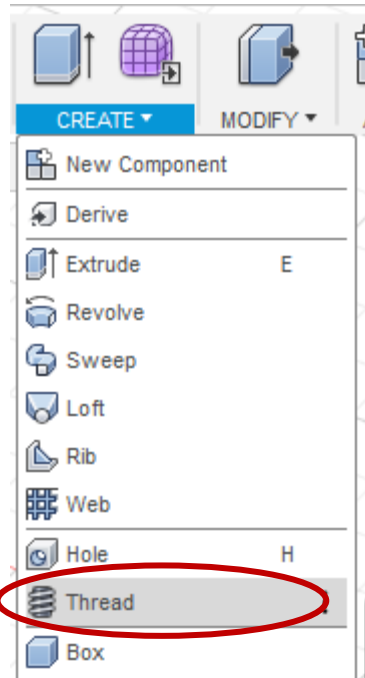 CREATE ▾ MODIFY ▾
New Component
Derive
Extrude E
Revolve
Sweep
Loft
Rib
Web
Hole H
Thread
Box